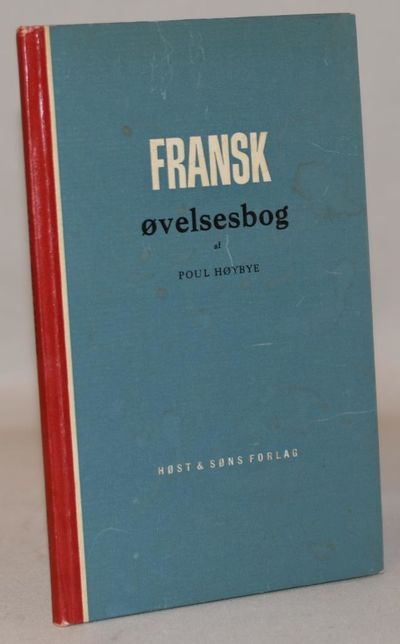 FRANSK
øvelsesbog
af
POUL HØYBYE
HØST & SØNS FORLAG